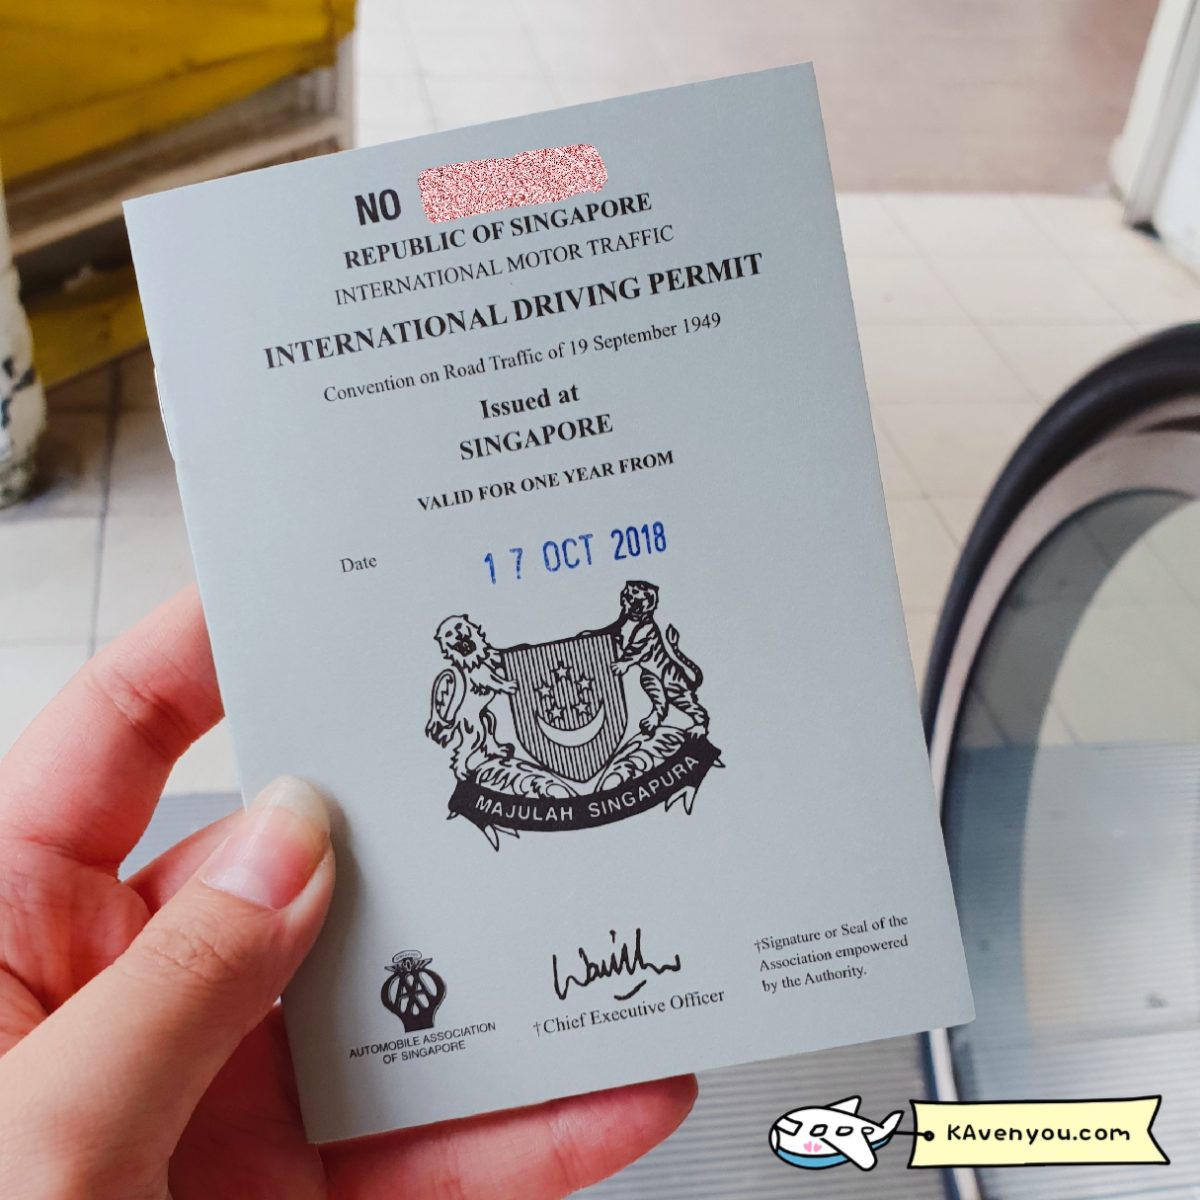 NO
REPUBLIC OF SINGAPORE
INTERNATIONAL MOTOR TRAFFIC
INTERNATIONAL DRIVING PERMIT
Convention on Road Traffic of 19 September 1949
Issued at
SINGAPORE
VALID FOR ONE YEAR FROM
Date 17 OCT 2018
MAJULAH SINGAPURA
AA
AUTOMOBILE ASSOCIATION
OF SINGAPORE
†Chief Executive Officer
†Signature or Seal of the
Association empowered
by the Authority.
KAvenyou.com